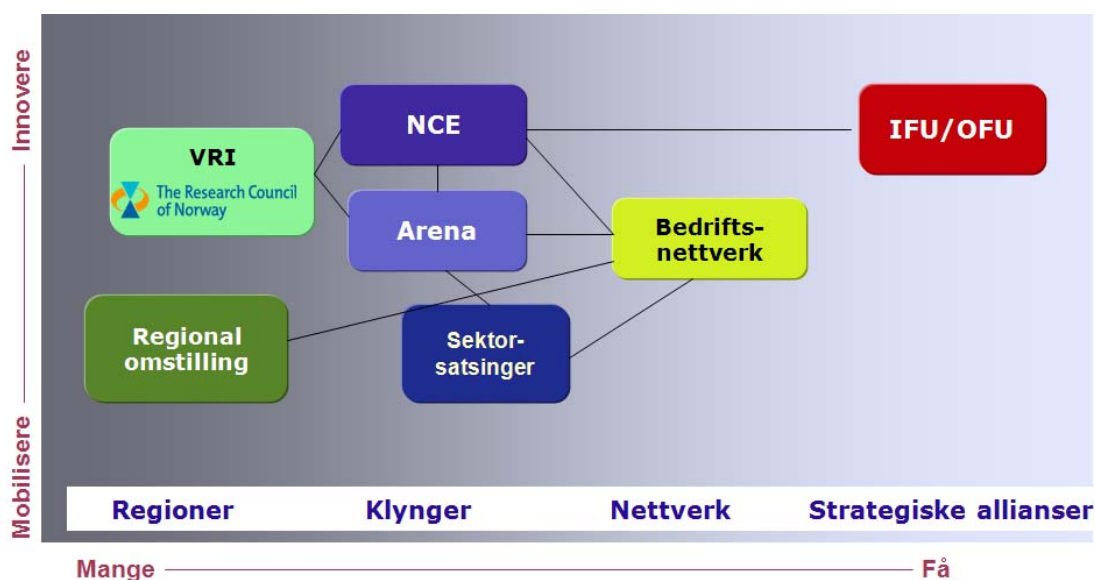 Innovere
Mobilisere
NCE
IFU/OFU
VRI
The Research Council
of Norway
Arena
Bedrifts-
nettverk
Regional
omstilling
Sektor-
satsinger
Regioner
Klynger
Nettverk
Strategiske allianser
Mange
Få